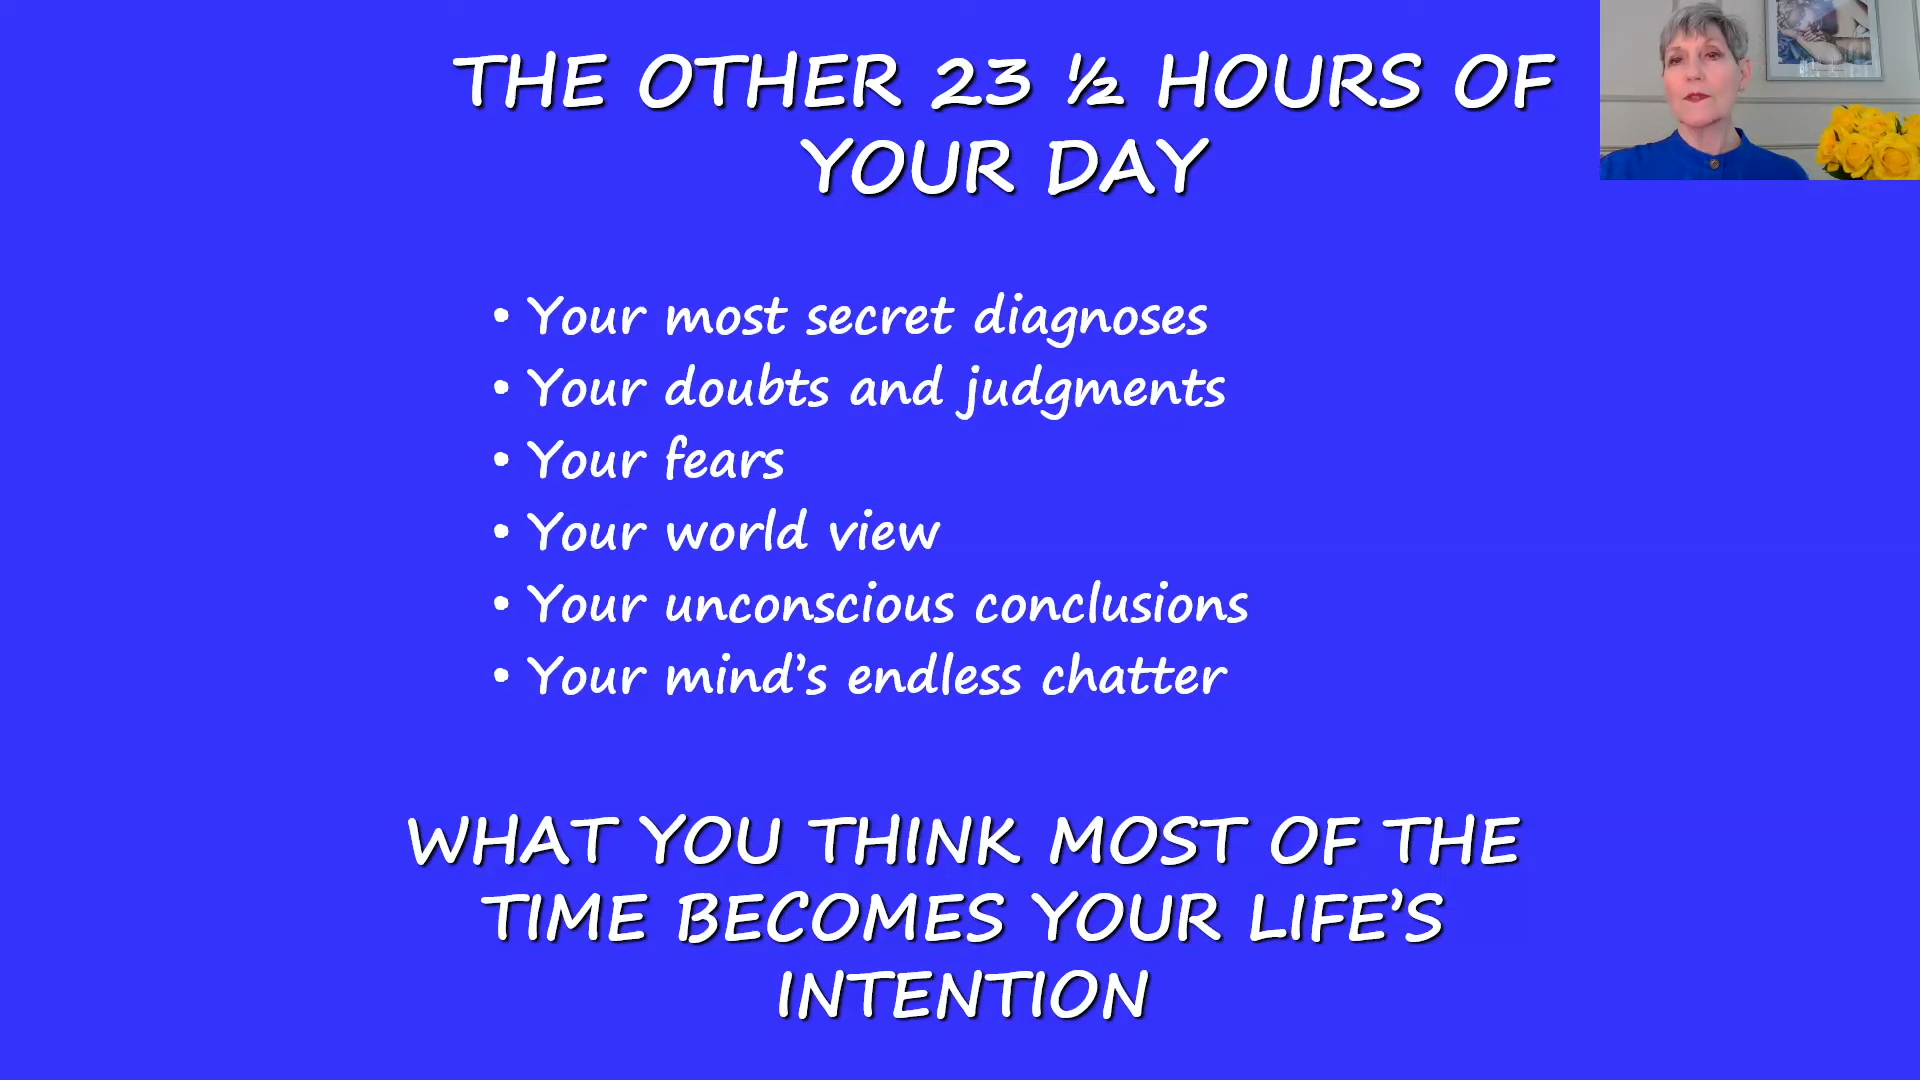 THE OTHER 23 ½ HOURS OF
YOUR DAY
• Your most secret diagnoses
• Your doubts and judgments
• Your fears
• Your world view
• Your unconscious conclusions
• Your mind’s endless chatter
WHAT YOU THINK MOST OF THE
TIME BECOMES YOUR LIFE’S
INTENTION